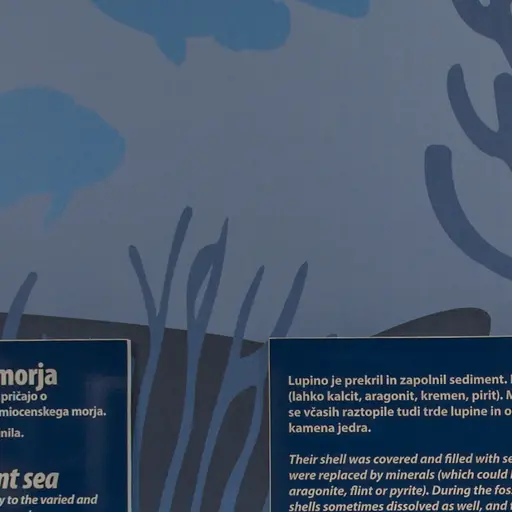 morja
pričajo o
miocenskega morja.
nila.
nt sea
y to the varied and
Lupino je prekril in zapolnil sediment.
(lahko kalcit, aragonit, kremen, pirit).
se včasih raztopile tudi trde lupine in
kamena jedra.
Their shell was covered and filled with
were replaced by minerals (which could
aragonite, flint or pyrite). During the
shells sometimes dissolved as well, and